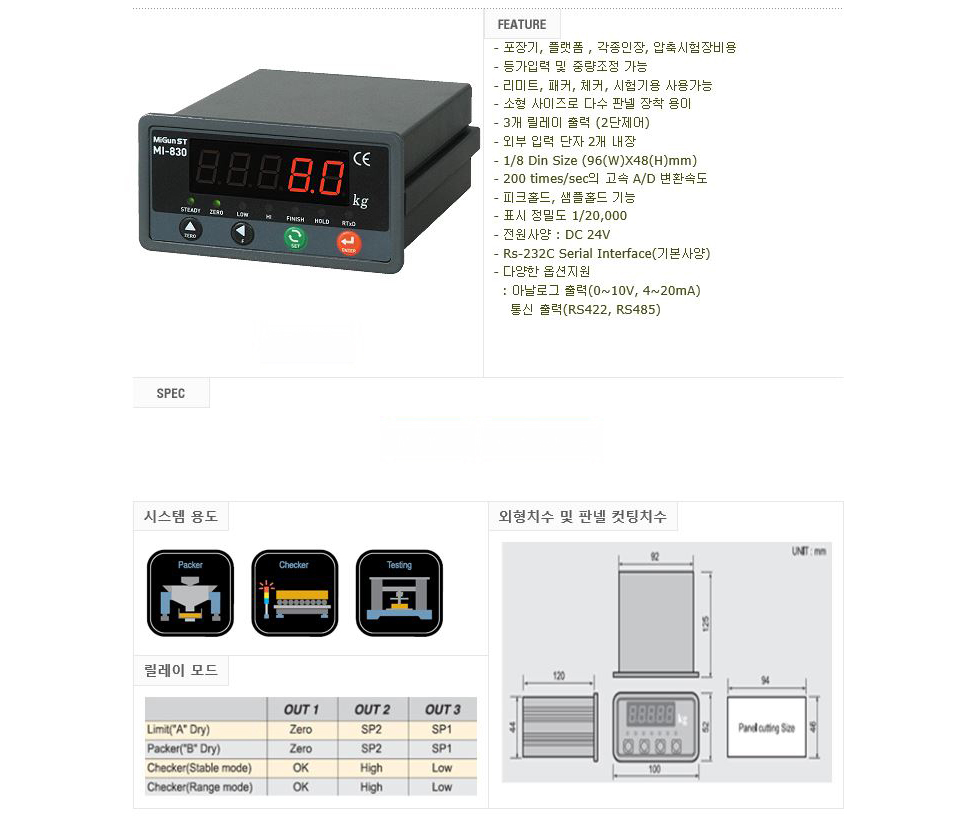 FEATURE
- 포장기, 플랫폼 , 각종인장, 압축시험장비용
- 등가입력 및 중량조정 가능
- 리미트, 패커, 체커, 시험기용 사용가능
- 소형 사이즈로 다수 판넬 장착 용이
- 3개 릴레이 출력 (2단제어)
- 외부 입력 단자 2개 내장
- 1/8 Din Size (96(W)X48(H)mm)
- 200 times/sec의 고속 A/D 변환속도
- 피크홀드, 샘플홀드 기능
- 표시 정밀도 1/20,000
- 전원사양 : DC 24V
- Rs-232C Serial Interface(기본사양)
- 다양한 옵션지원
: 아날로그 출력(0~10V, 4~20mA)
통신 출력(RS422, RS485)
MiGun ST
MI-830
8.0
CE
kg
STEADY ZERO LOW HI FINISH HOLD RTxD
ZERO F SET ENTER
SPEC
시스템 용도
Packer Checker Testing
릴레이 모드
OUT 1 OUT 2 OUT 3
Limit("A" Dry) Zero SP2 SP1
Packer("B" Dry) Zero SP2 SP1
Checker(Stable mode) OK High Low
Checker(Range mode) OK High Low
외형치수 및 판넬 컷팅치수
UNIT : mm
92
125
120
94
44
52
Panel cutting Size
46
100